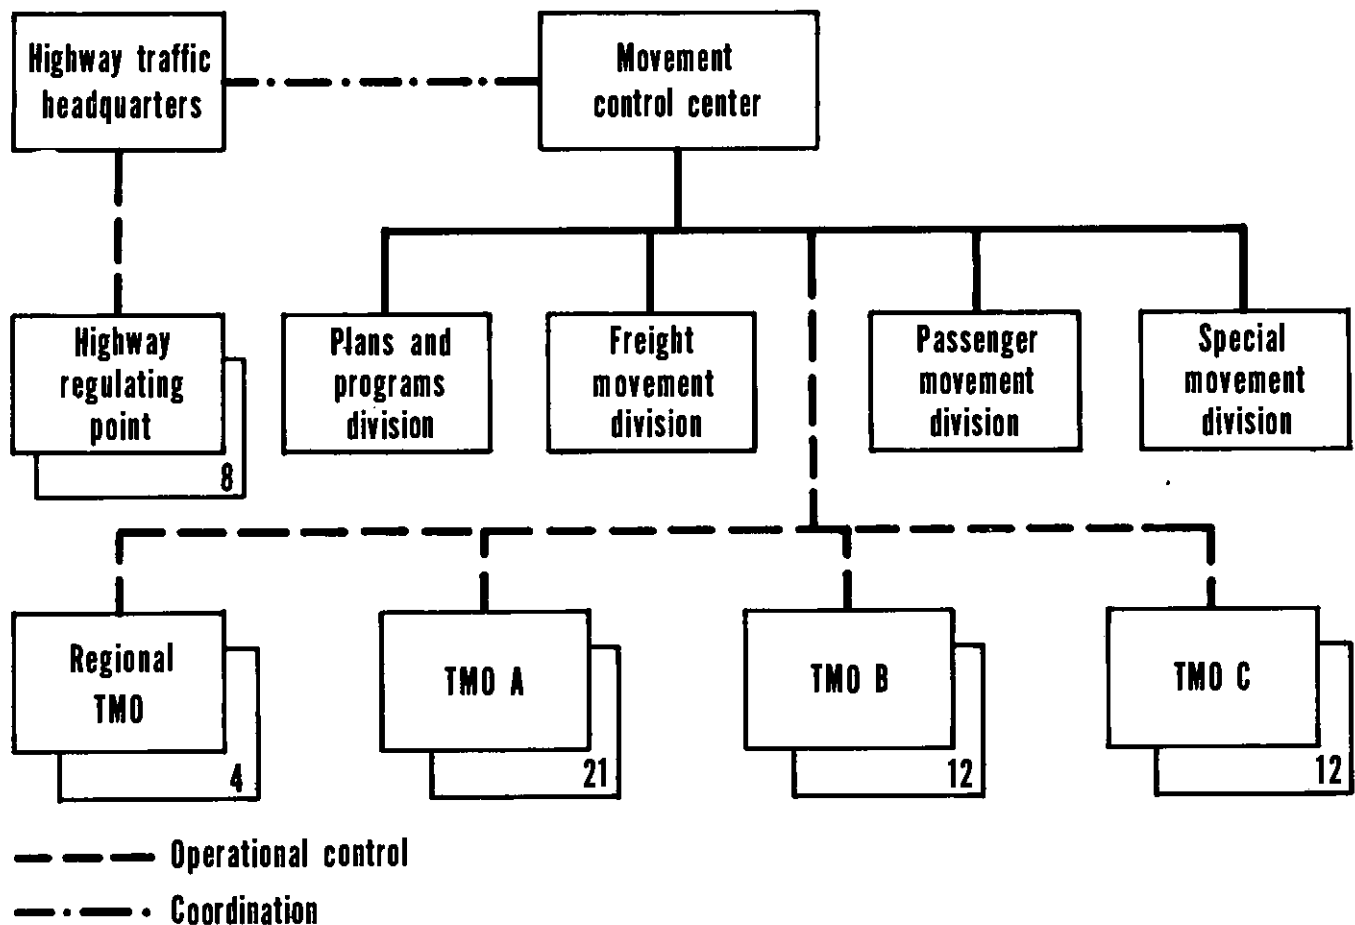 Highway traffic
headquarters
Movement
control center
Highway
regulating
point
8
Plans and
programs
division
Freight
movement
division
Passenger
movement
division
Special
movement
division
Regional
TMO
4
TMO A
21
TMO B
12
TMO C
12
Operational control
Coordination